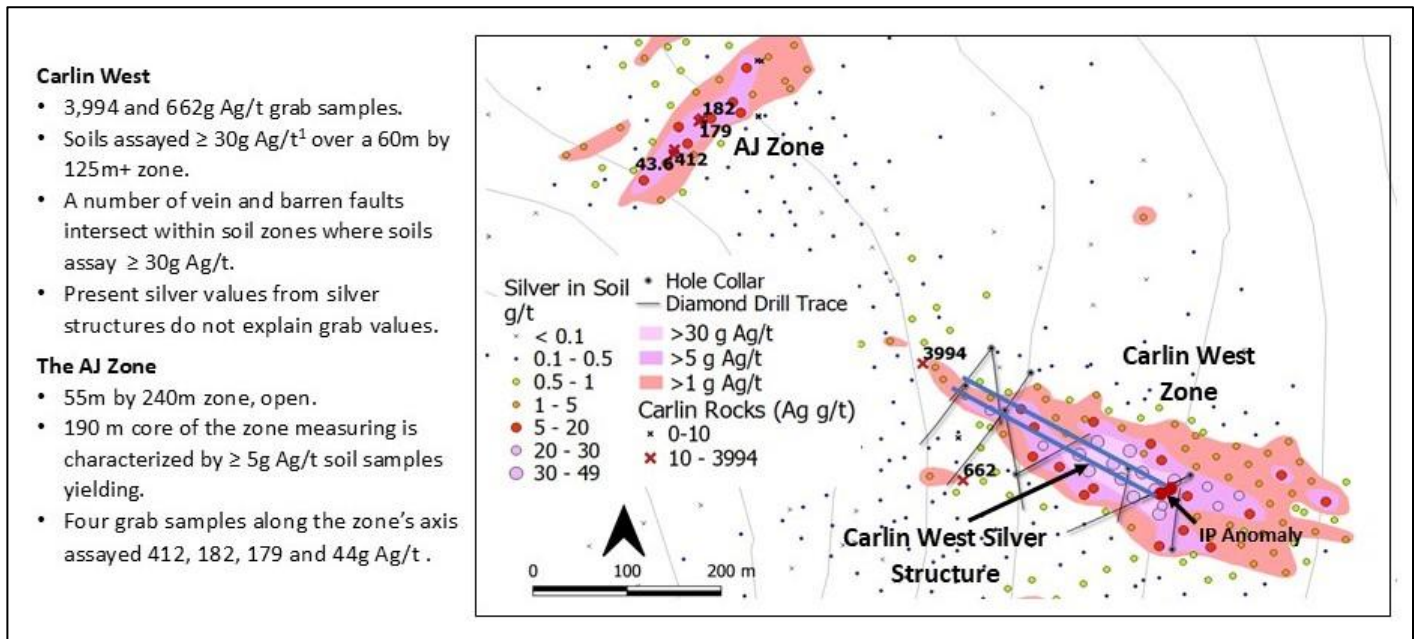 Carlin West
• 3,994 and 662g Ag/t grab samples.
• Soils assayed ≥ 30g Ag/t¹ over a 60m by
125m+ zone.
• A number of vein and barren faults
intersect within soil zones where soils
assay ≥ 30g Ag/t.
• Present silver values from silver
structures do not explain grab values.
The AJ Zone
• 55m by 240m zone, open.
• 190 m core of the zone measuring is
characterized by ≥ 5g Ag/t soil samples
yielding.
• Four grab samples along the zone’s axis
assayed 412, 182, 179 and 44g Ag/t .
182
179
AJ Zone
43.6
412
Silver in Soil
g/t
< 0.1
0.1 - 0.5
0.5 - 1
1 - 5
5 - 20
20 - 30
30 - 49
Hole Collar
Diamond Drill Trace
>30 g Ag/t
>5 g Ag/t
>1 g Ag/t
Carlin Rocks (Ag g/t)
0-10
10 - 3994
3994
Carlin West
Zone
662
Carlin West Silver
Structure
IP Anomaly
0 100 200 m